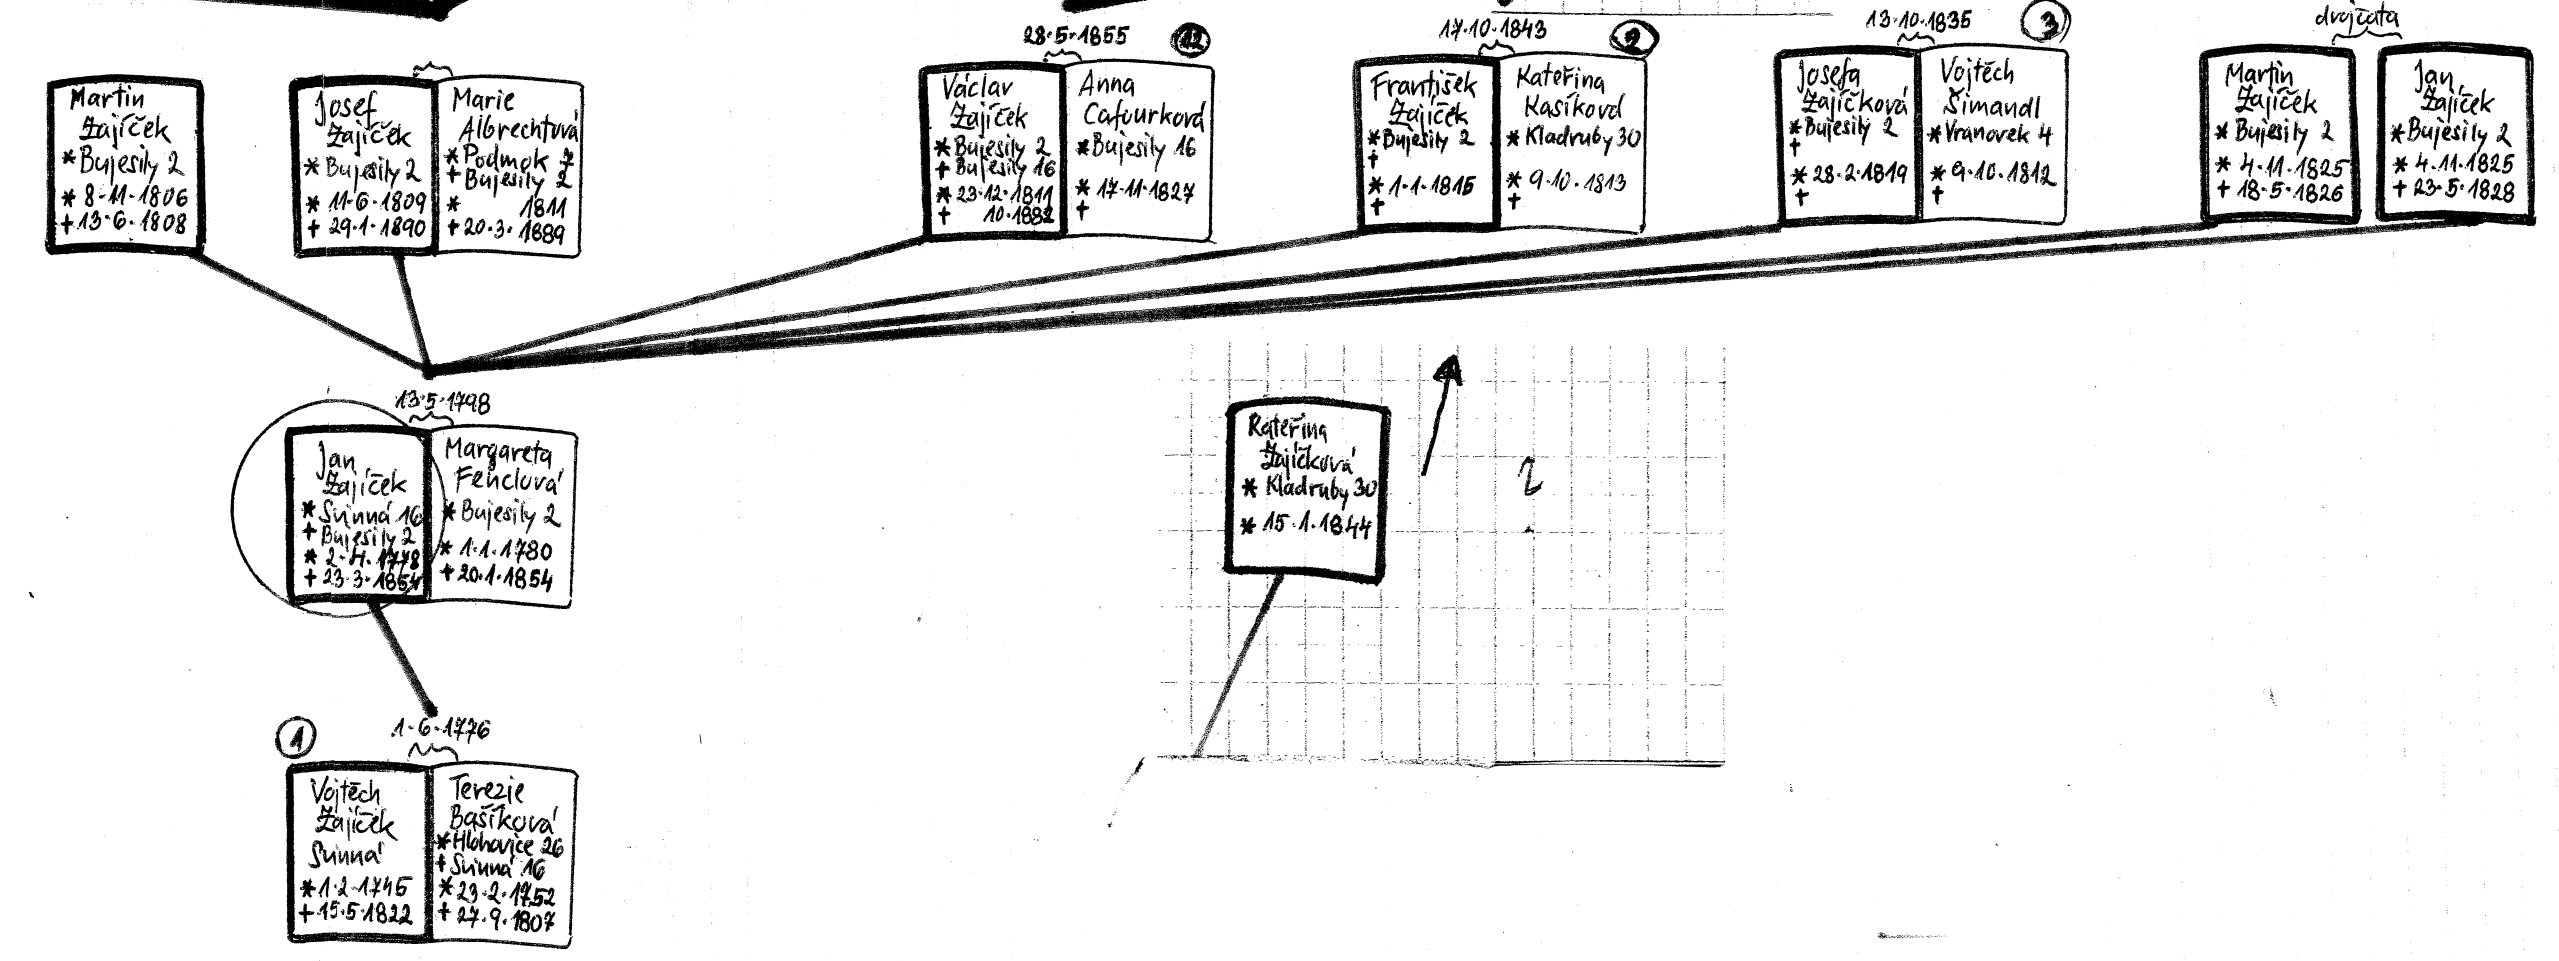 Martin
Zajíček
* Bujesily 2
* 8.11.1806
+ 13.6.1808
Josef
Zajíček
* Bujesily 2
* 11.6.1809
+ 29.1.1890
Marie
Albrechtová
* Podmok 7
+ Bujesily 2
* 1811
+ 20.3.1889
28.5.1855
12
Václav
Zajíček
* Bujesily 2
+ Bujesily 16
* 23.12.1811
+ 10.1882
Anna
Cafourková
* Bujesily 16
* 17.11.1827
+
17.10.1843
František
Zajíček
* Bujesily 2
+
* 1.1.1815
+
Kateřina
Kasíková
* Kladruby 30
* 9.10.1813
+
13.10.1835
3
Josefa
Zajíčková
* Bujesily 2
+
* 28.2.1819
+
Vojtěch
Šimandl
* Vranovek 4
* 9.10.1812
+
dvojčata
Martin
Zajíček
* Bujesily 2
* 4.11.1825
+ 18.5.1826
Jan
Zajíček
* Bujesily 2
* 4.11.1825
+ 23.5.1828
13.5.1798
Jan
Zajíček
* Svinná 16
+ Bujesily 2
+ 23.3.1854
Margareta
Fenclová
* Bujesily 2
* 1.1.1780
+ 20.1.1854
Kateřina
Zajíčková
* Kladruby 30
* 15.1.1844
?
1
1.6.1776
Vojtěch
Zajíček
Svinná
* 1.2.1745
+ 15.5.1822
Terezie
Bašíková
* Hlohovice 26
+ Svinná 16
* 23.2.1752
+ 27.9.1807